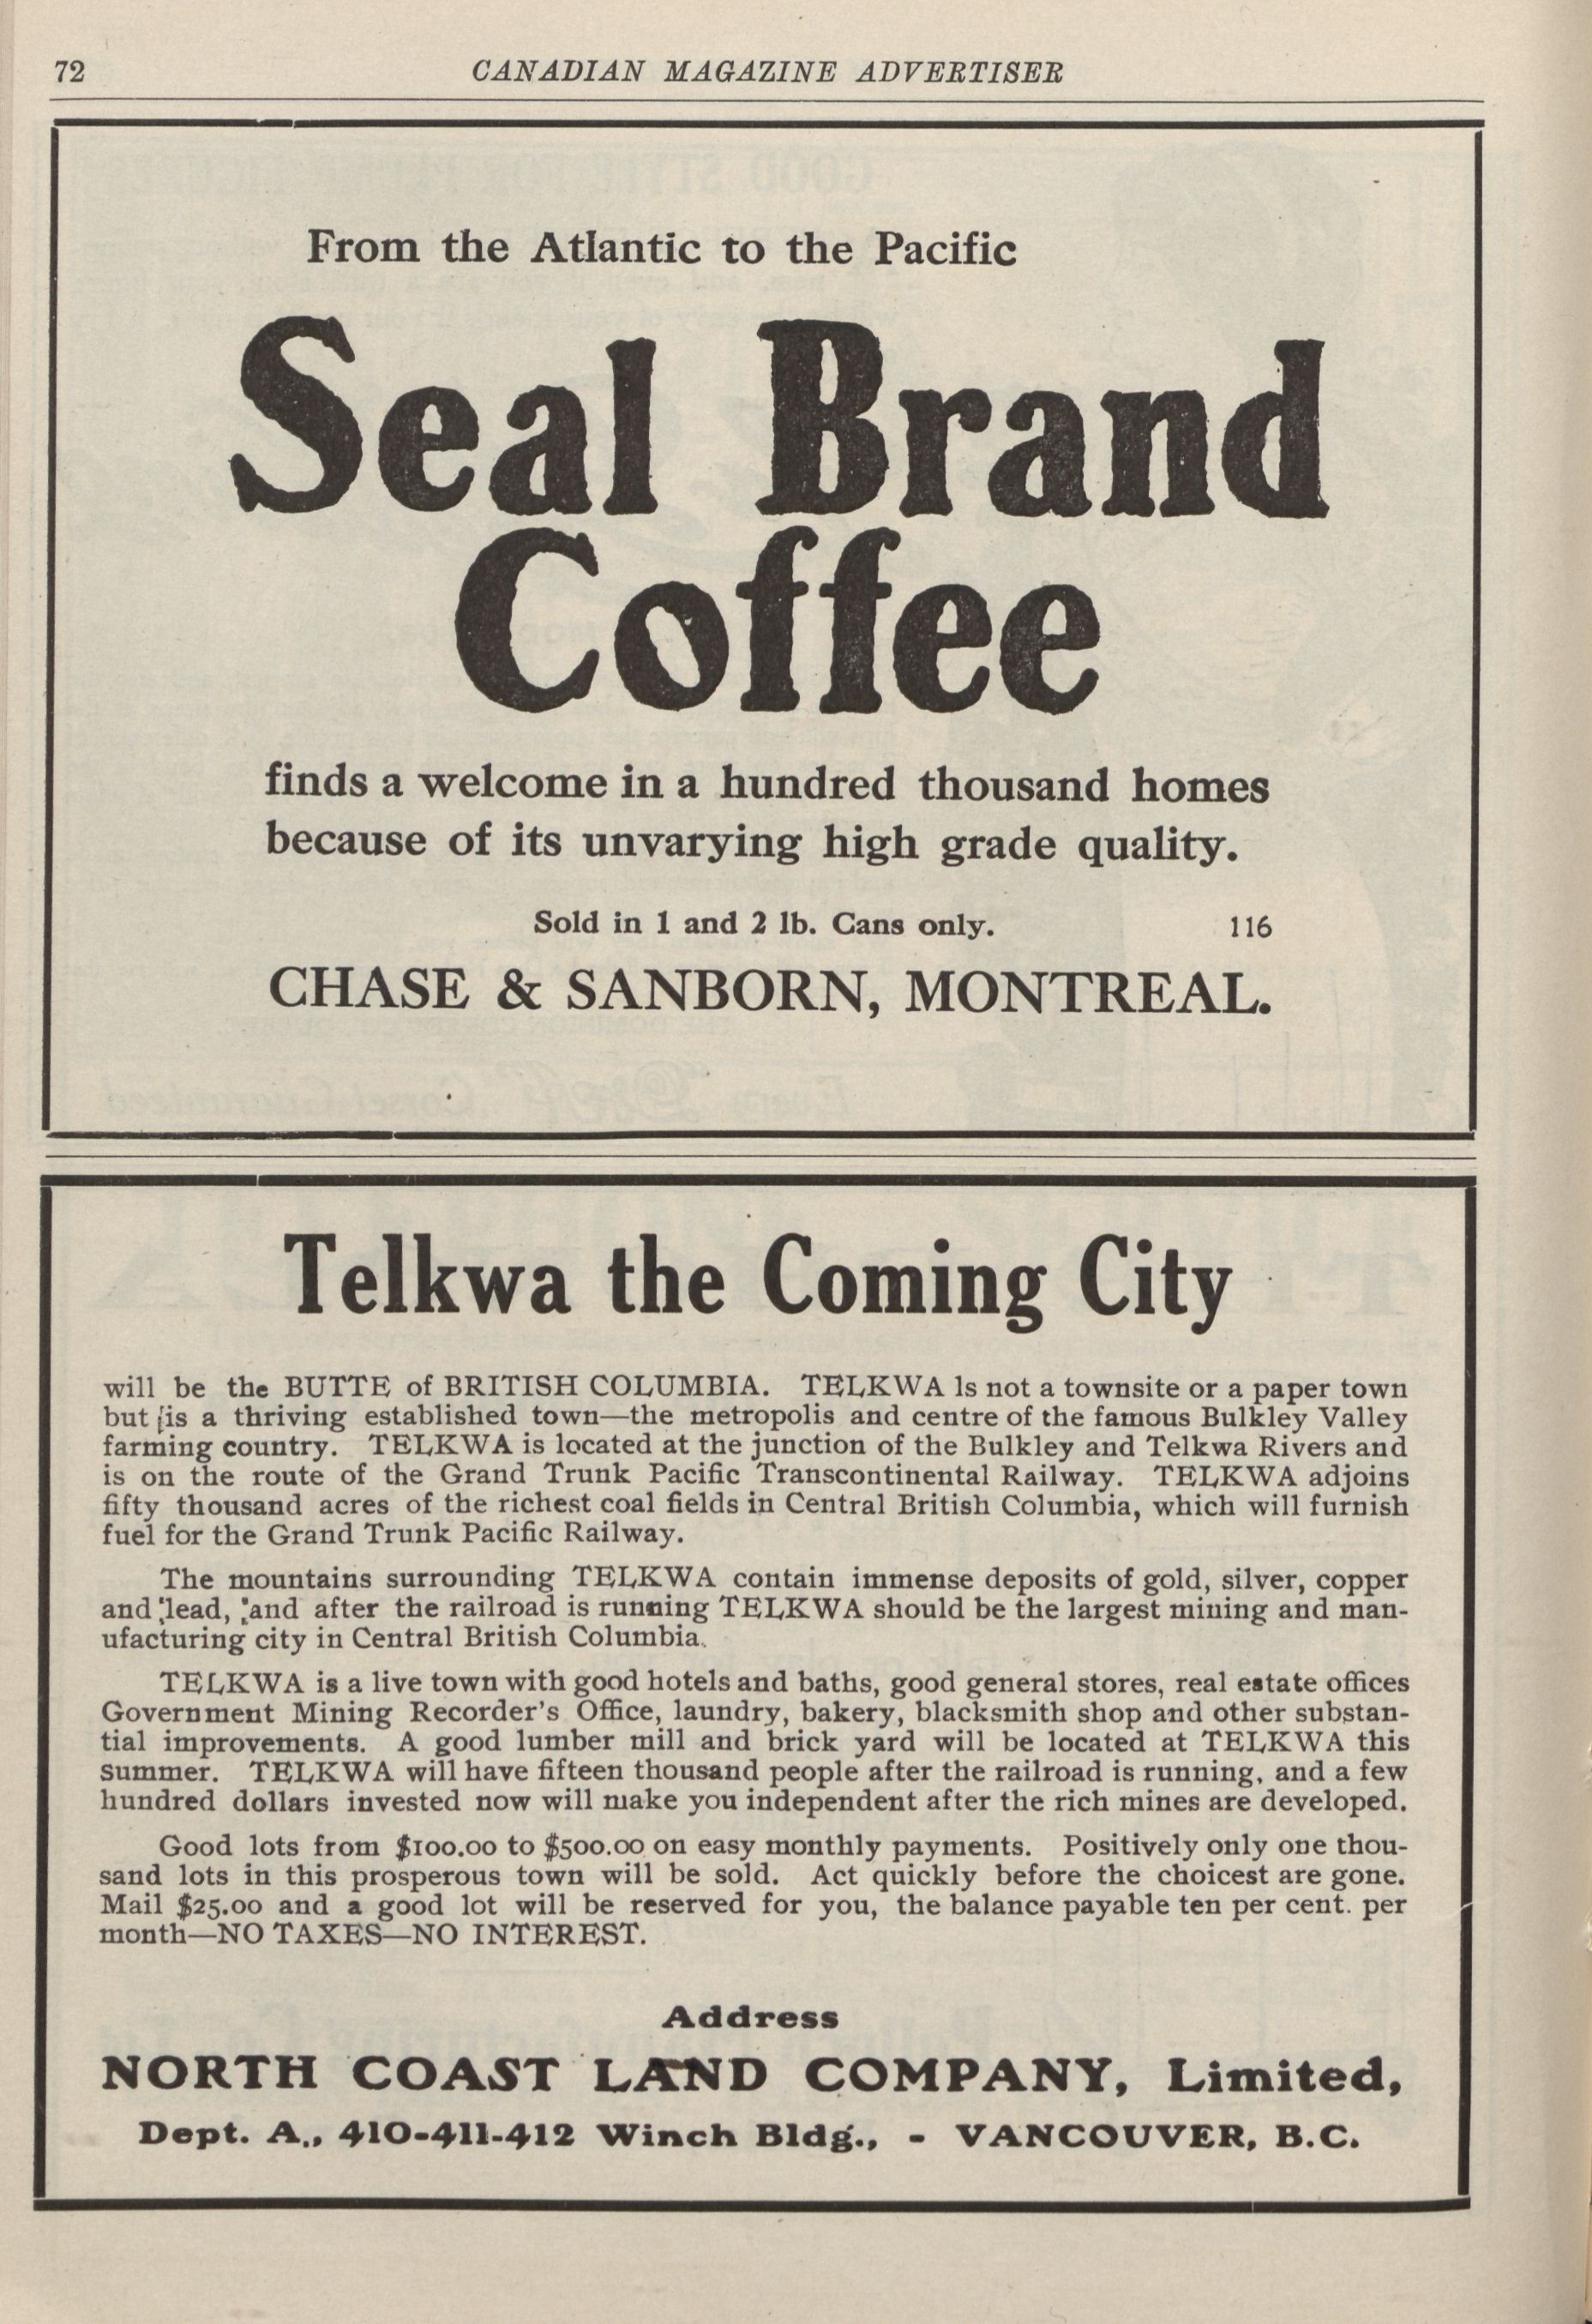 72
CANADIAN MAGAZINE ADVERTISER
From the Atlantic to the Pacific
Seal Brand
Coffee
finds a welcome in a hundred thousand homes
because of its unvarying high grade quality.
Sold in 1 and 2 lb. Cans only. 116
CHASE & SANBORN, MONTREAL.
Telkwa the Coming City
will be the BUTTE of BRITISH COLUMBIA. TELKWA Is not a townsite or a paper town
but is a thriving established town—the metropolis and centre of the famous Bulkley Valley
farming country. TELKWA is located at the junction of the Bulkley and Telkwa Rivers and
is on the route of the Grand Trunk Pacific Transcontinental Railway. TELKWA adjoins
fifty thousand acres of the richest coal fields in Central British Columbia, which will furnish
fuel for the Grand Trunk Pacific Railway.
The mountains surrounding TELKWA contain immense deposits of gold, silver, copper
and lead, and after the railroad is running TELKWA should be the largest mining and man-
ufacturing city in Central British Columbia.
TELKWA is a live town with good hotels and baths, good general stores, real estate offices
Government Mining Recorder's Office, laundry, bakery, blacksmith shop and other substan-
tial improvements. A good lumber mill and brick yard will be located at TELKWA this
summer. TELKWA will have fifteen thousand people after the railroad is running, and a few
hundred dollars invested now will make you independent after the rich mines are developed.
Good lots from $100.00 to $500.00 on easy monthly payments. Positively only one thou-
sand lots in this prosperous town will be sold. Act quickly before the choicest are gone.
Mail $25.00 and a good lot will be reserved for you, the balance payable ten per cent. per
month—NO TAXES—NO INTEREST.
Address
NORTH COAST LAND COMPANY, Limited,
Dept. A., 410-411-412 Winch Bldg., - VANCOUVER, B.C.